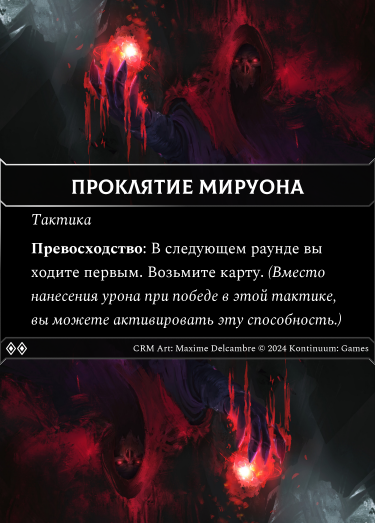 ПРОКЛЯТИЕ МИРУОНА
Тактика
Превосходство: В следующем раунде вы
ходите первым. Возьмите карту. (Вместо
нанесения урона при победе в этой тактике,
вы можете активировать эту способность.)
CRM Art: Maxime Delcambre © 2024 Kontinuum: Games